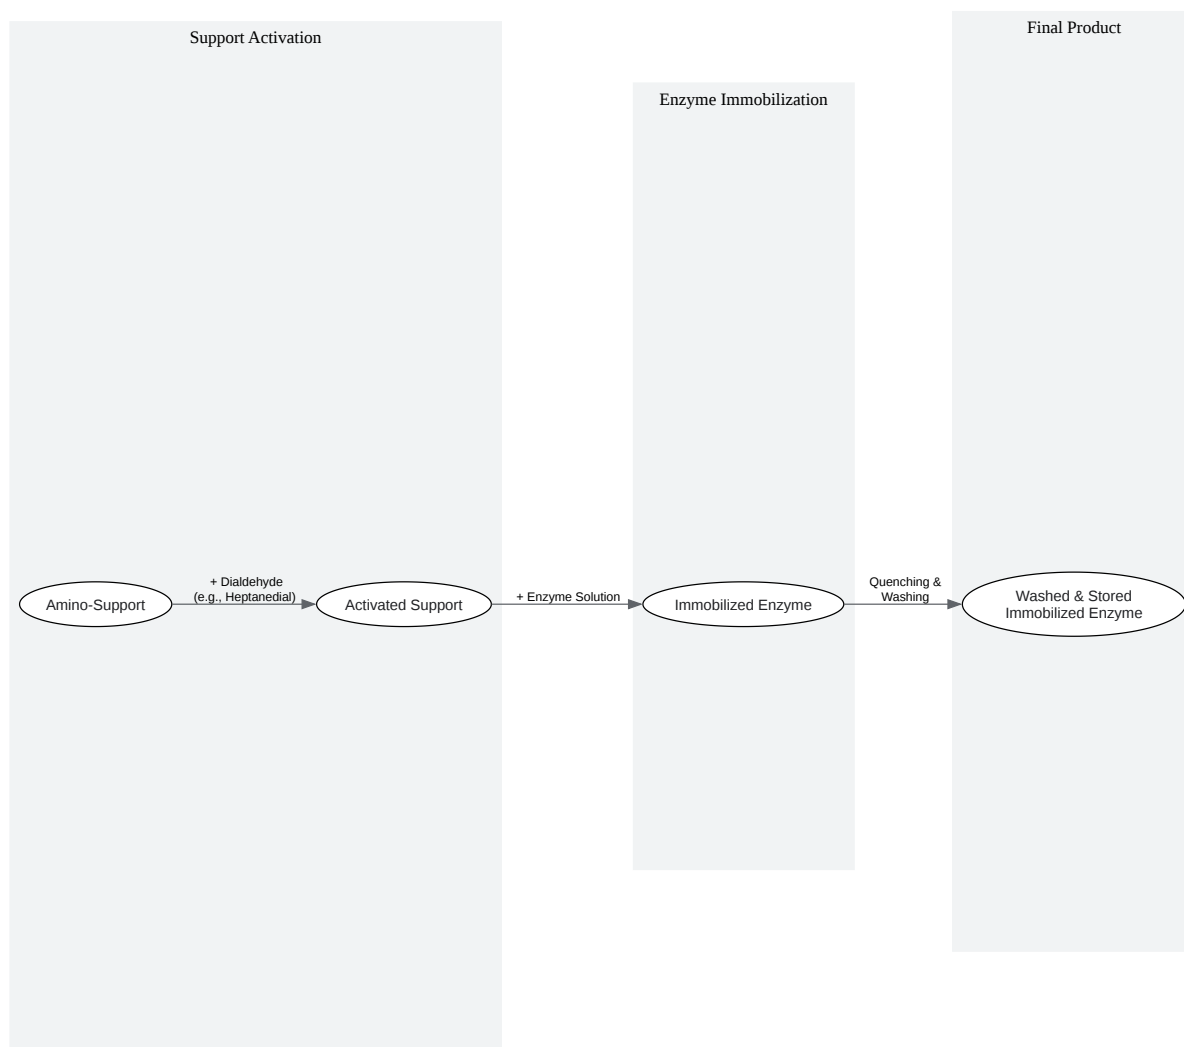 Support Activation
Enzyme Immobilization
Final Product
Amino-Support
+ Dialdehyde
(e.g., Heptanedial)
Activated Support
+ Enzyme Solution
Immobilized Enzyme
Quenching &
Washing
Washed & Stored
Immobilized Enzyme